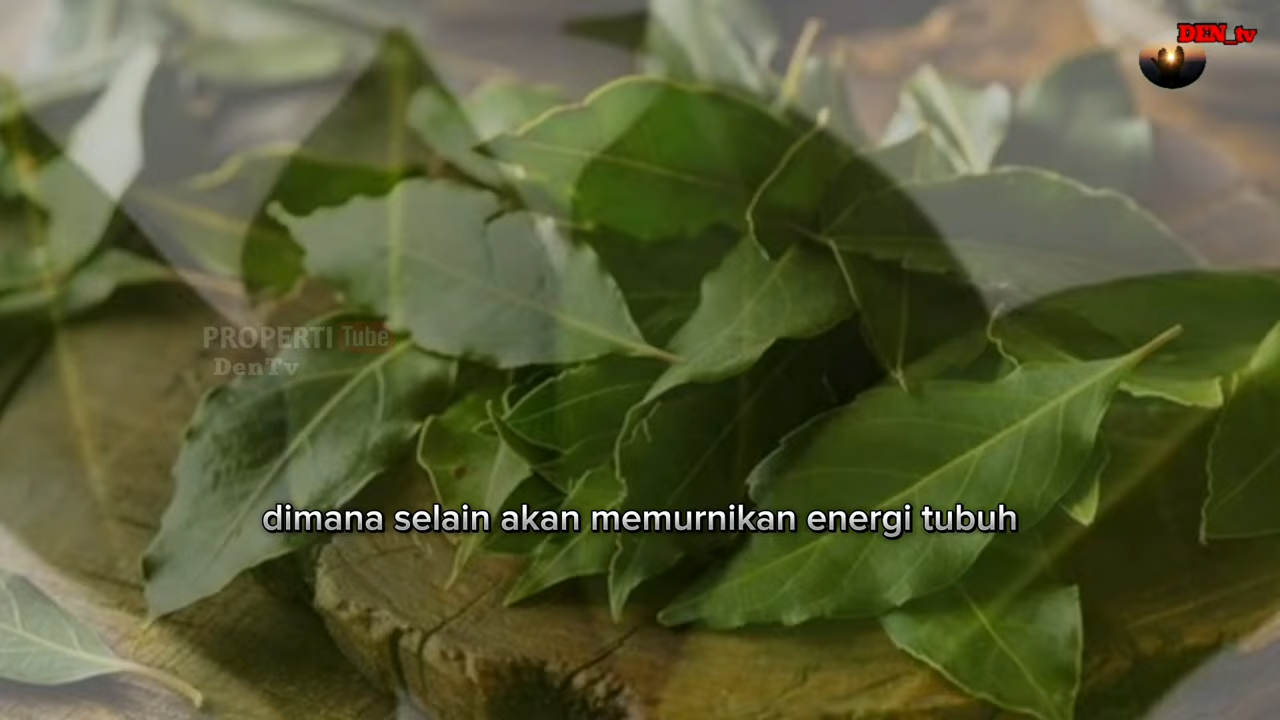 DEN_tv
PROPERTI Tube
DenTv
dimana selain akan memurnikan energi tubuh